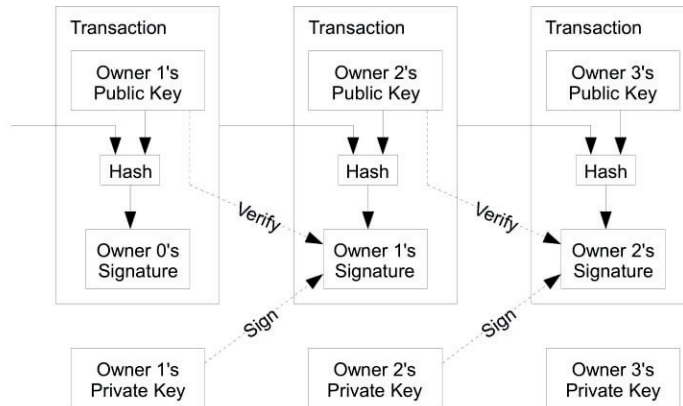 Transaction
Transaction
Transaction
Owner 1's
Public Key
Owner 2's
Public Key
Owner 3's
Public Key
Hash
Hash
Hash
Verify
Verify
Owner 0's
Signature
Owner 1's
Signature
Owner 2's
Signature
Sign
Sign
Owner 1's
Private Key
Owner 2's
Private Key
Owner 3's
Private Key